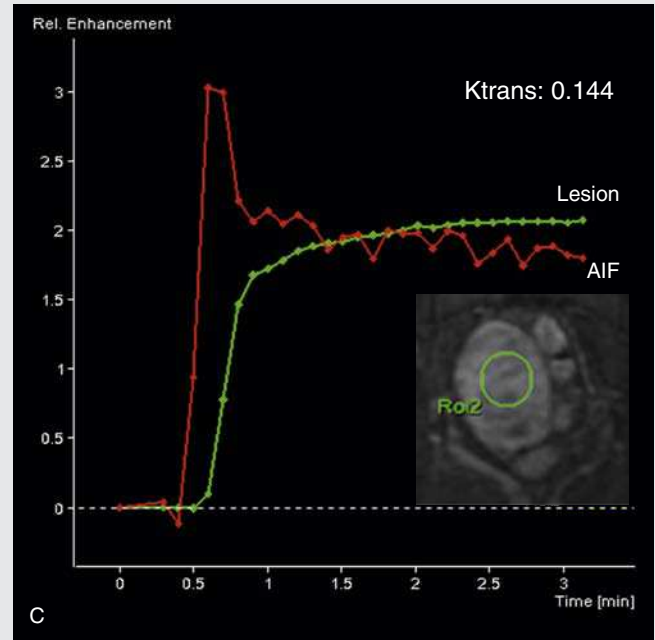 Rel. Enhancement
Ktrans: 0.144
3
2.5
Lesion
2
AIF
1.5
1
Roi2
0.5
0
0 0.5 1 1.5 2 2.5 3
Time [min]
C